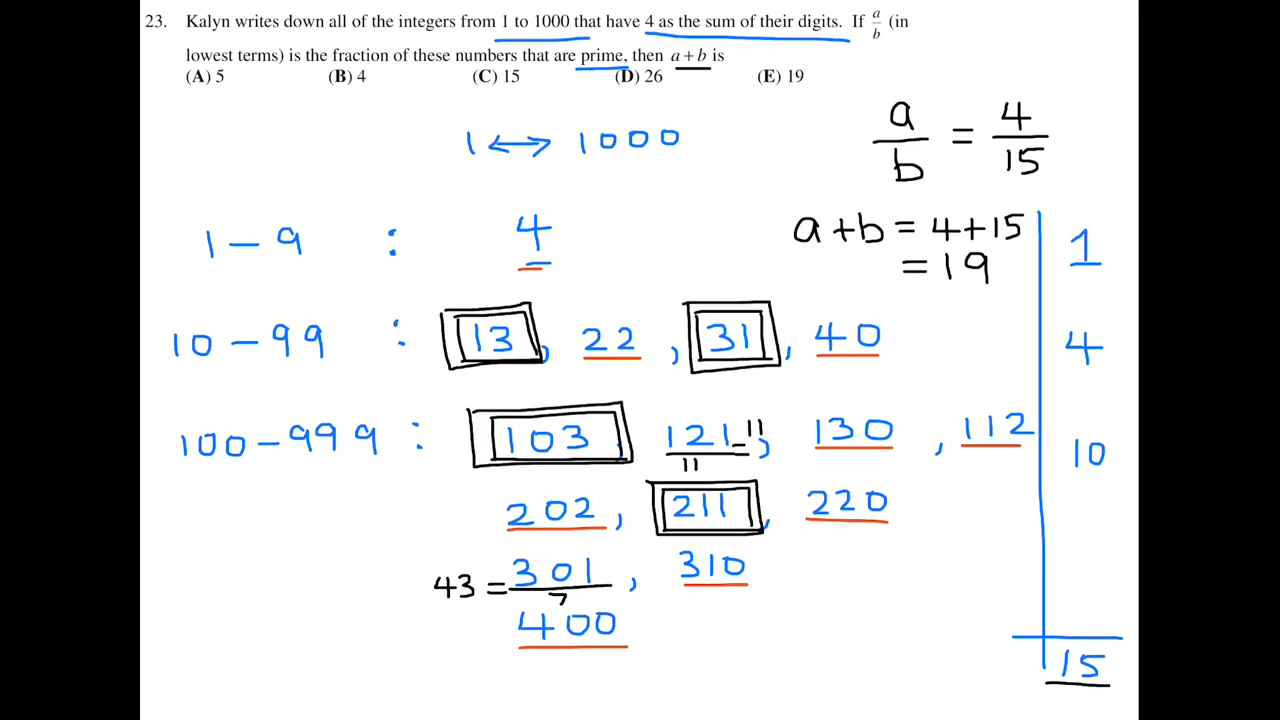 23. Kalyn writes down all of the integers from 1 to 1000 that have 4 as the sum of their digits. If a/b (in
lowest terms) is the fraction of these numbers that are prime, then a + b is
(A) 5 (B) 4 (C) 15 (D) 26 (E) 19
1 ↔ 1000
a/b = 4/15
a + b = 4 + 15
= 19
1 – 9 : 4 1
10 – 99 : 13, 22, 31, 40 4
100 – 999 : 103, 121/11 = 11, 130, 112 10
202, 211, 220
43 = 301/7, 310
400
15